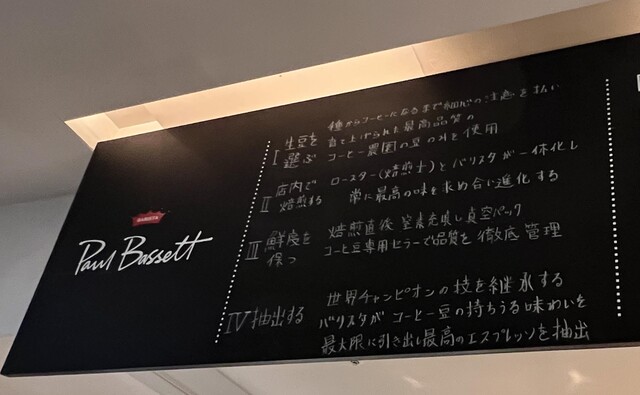 Paul Bassett
I 生豆を選ぶ
種からコーヒーになるまで細心の注意を払い
育て上げられた最高品質の
コーヒー農園の豆のみを使用
II 店内で焙煎する
ロースター(焙煎士)とバリスタが一体化し
常に最高の味を求め合い進化する
III 鮮度を保つ
焙煎直後 窒素充填し真空パック
コーヒー豆専用セラーで品質を徹底管理
IV 抽出する
世界チャンピオンの技を継承する
バリスタがコーヒー豆の持ちうる味わいを
最大限に引き出し最高のエスプレッソを抽出